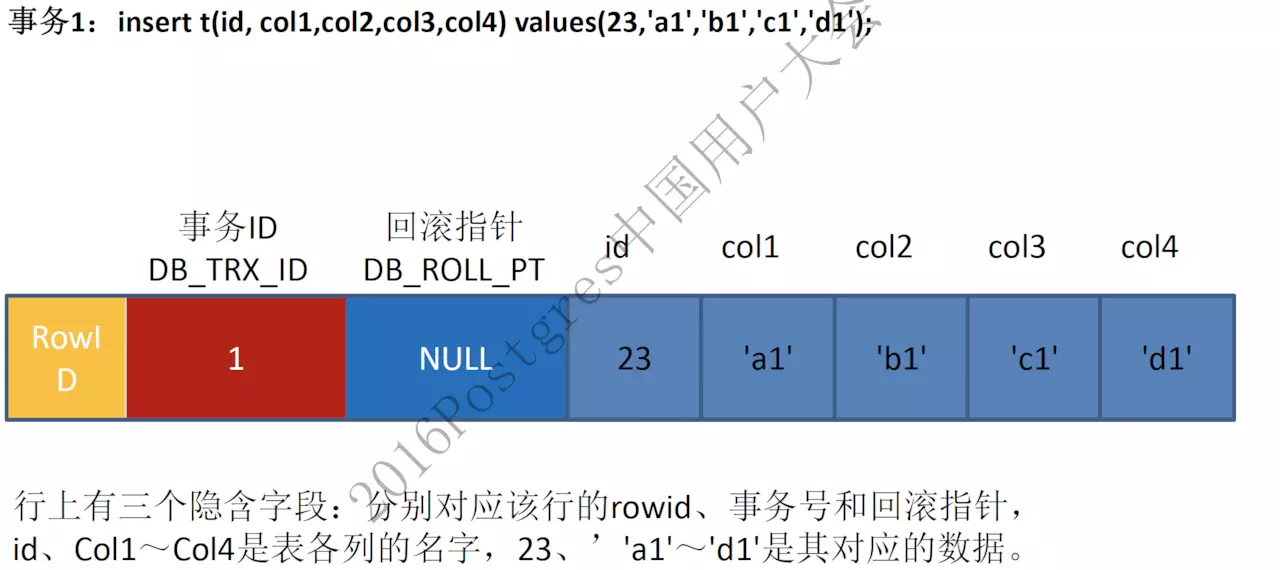 事务1：insert t(id, col1,col2,col3,col4) values(23,'a1','b1','c1','d1');
事务ID
DB_TRX_ID
回滚指针
DB_ROLL_PT
id
col1
col2
col3
col4
RowI
D
1
NULL
23
'a1'
'b1'
'c1'
'd1'
2016Postgres中国用户大会
行上有三个隐含字段：分别对应该行的rowid、事务号和回滚指针，
id、Col1～Col4是表各列的名字，23、’'a1'～'d1'是其对应的数据。